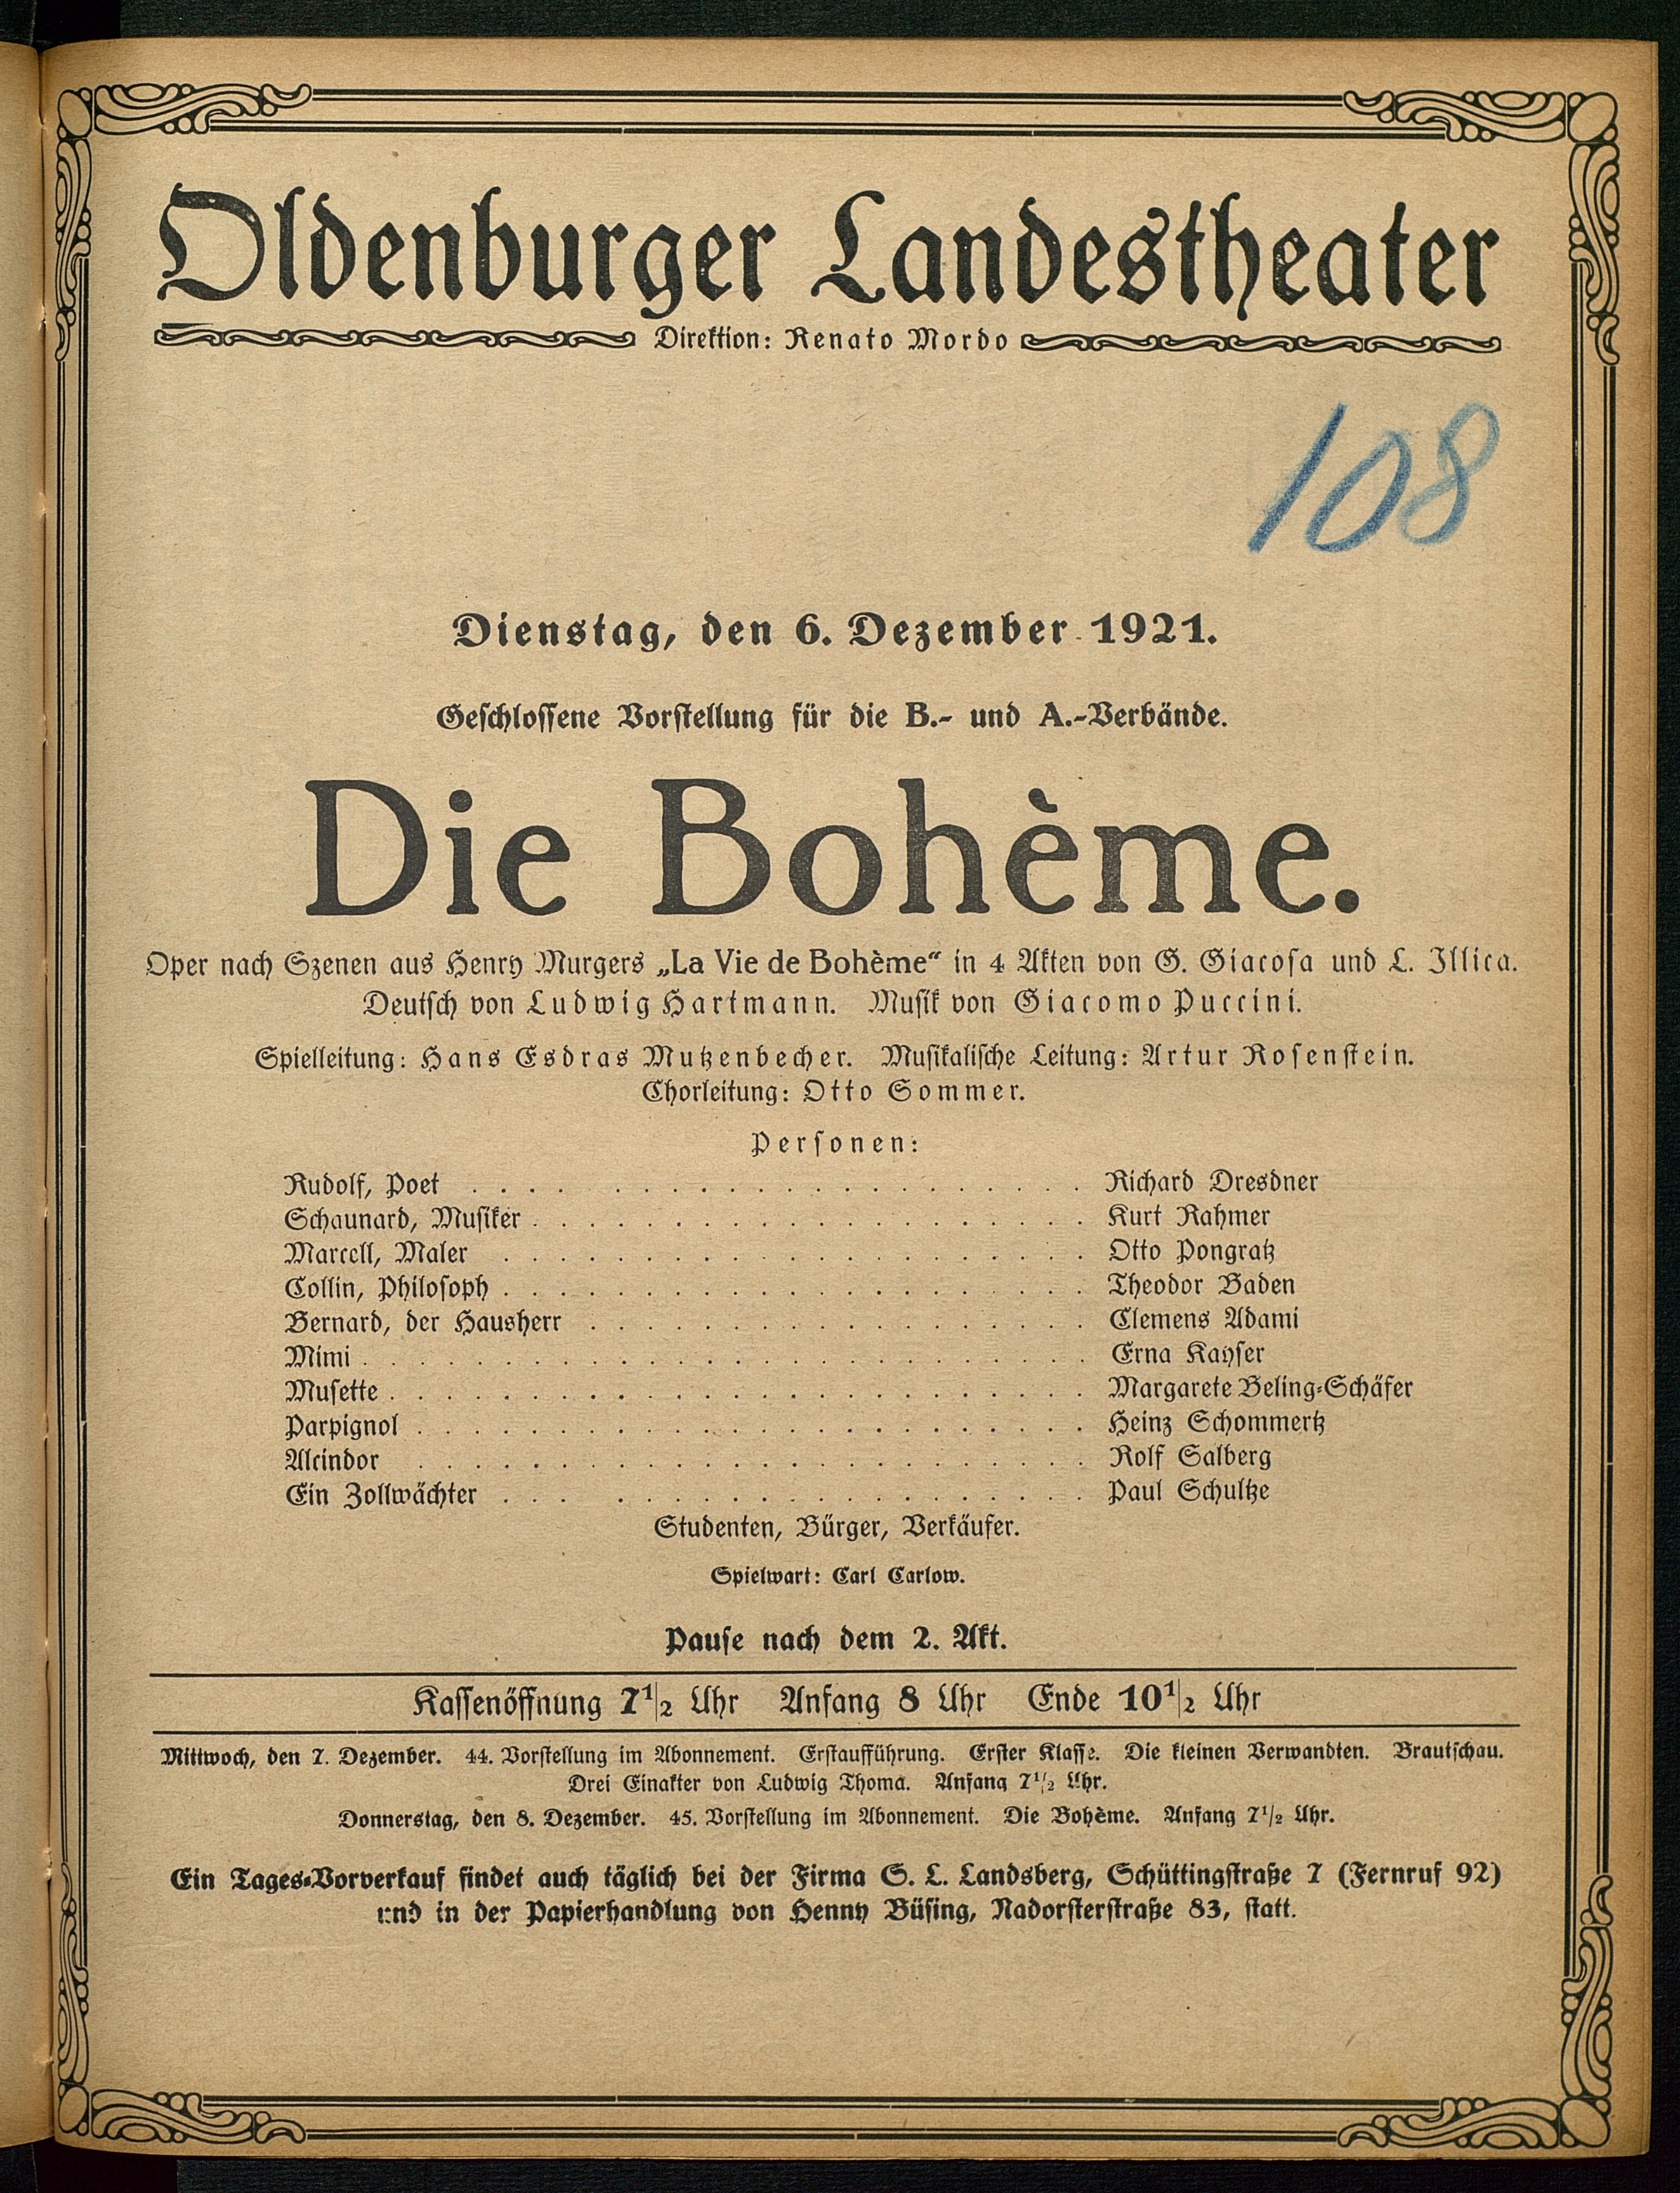 Oldenburger Landestheater
Direktion: Renato Mordo
108
Dienstag, den 6. Dezember 1921.
Geschlossene Vorstellung für die B.- und A.-Verbände.
Die Bohème.
Oper nach Szenen aus Henry Murgers „La Vie de Bohème“ in 4 Akten von G. Giacosa und L. Illica.
Deutsch von Ludwig Hartmann. Musik von Giacomo Puccini.
Spielleitung: Hans Esdras Mutzenbecher. Musikalische Leitung: Artur Rosenstein.
Chorleitung: Otto Sommer.
Personen:
Rudolf, Poet . . . . . . . . . . . . . . . . . . . . . Richard Dresdner
Schaunard, Musiker . . . . . . . . . . . . . . . . . . . . Kurt Rahmer
Marcell, Maler . . . . . . . . . . . . . . . . . . . . . Otto Pongratz
Collin, Philosoph . . . . . . . . . . . . . . . . . . . . . Theodor Baden
Bernard, der Hausherr . . . . . . . . . . . . . . . . . . Clemens Adami
Mimi . . . . . . . . . . . . . . . . . . . . . . . . . . Erna Kayser
Musette . . . . . . . . . . . . . . . . . . . . . . . . . Margarete Beling-Schäfer
Parpignol . . . . . . . . . . . . . . . . . . . . . . . . Heinz Schommertz
Alcindor . . . . . . . . . . . . . . . . . . . . . . . . Rolf Salberg
Ein Zollwächter . . . . . . . . . . . . . . . . . . . . Paul Schultze
Studenten, Bürger, Verkäufer.
Spielwart: Carl Carlow.
Pause nach dem 2. Akt.
Kassenöffnung 7 1/2 Uhr Anfang 8 Uhr Ende 10 1/2 Uhr
Mittwoch, den 7. Dezember. 44. Vorstellung im Abonnement. Erstaufführung. Erster Klasse. Die kleinen Verwandten. Brautschau.
Drei Einakter von Ludwig Thoma. Anfang 7 1/2 Uhr.
Donnerstag, den 8. Dezember. 45. Vorstellung im Abonnement. Die Bohème. Anfang 7 1/2 Uhr.
Ein Tages-Vorverkauf findet auch täglich bei der Firma S. L. Landsberg, Schüttingstraße 7 (Fernruf 92)
und in der Papierhandlung von Henny Büsing, Nadorsterstraße 83, statt.